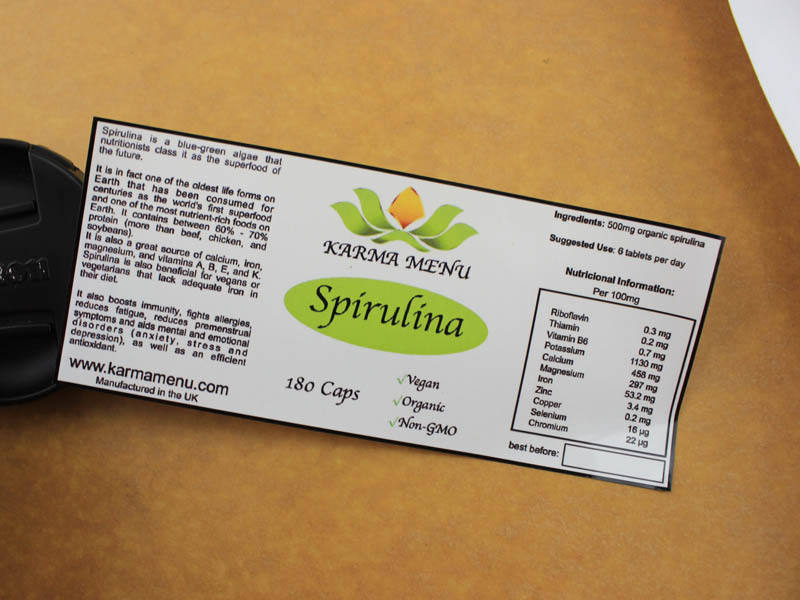 Spirulina is a blue-green algae that
nutritionists class it as the superfood of
the future.
It is in fact one of the oldest life forms on
Earth that has been consumed for
centuries as the world's first superfood
and one of the most nutrient-rich foods on
Earth. It contains between 60% - 70%
protein (more than beef, chicken, and
soybeans).
It is also a great source of calcium, iron,
magnesium, and vitamins A, B, E, and K.
Spirulina is also beneficial for vegans or
vegetarians that lack adequate iron in
their diet.
It also boosts immunity, fights allergies,
reduces fatigue, reduces premenstrual
symptoms and aids mental and emotional
disorders (anxiety, stress and
depression), as well as an efficient
antioxidant.
www.karmamenu.com
Manufactured in the UK
KARMA MENU
Spirulina
180 Caps
√Vegan
√Organic
√Non-GMO
Ingredients: 500mg organic spirulina
Suggested Use: 6 tablets per day
Nutricional Information:
Per 100mg
Riboflavin 0.3 mg
Thiamin 0.2 mg
Vitamin B6 0.7 mg
Potassium 1130 mg
Calcium 458 mg
Magnesium 297 mg
Iron 53.2 mg
Zinc 3.4 mg
Copper 0.2 mg
Selenium 16 µg
Chromium 22 µg
best before: